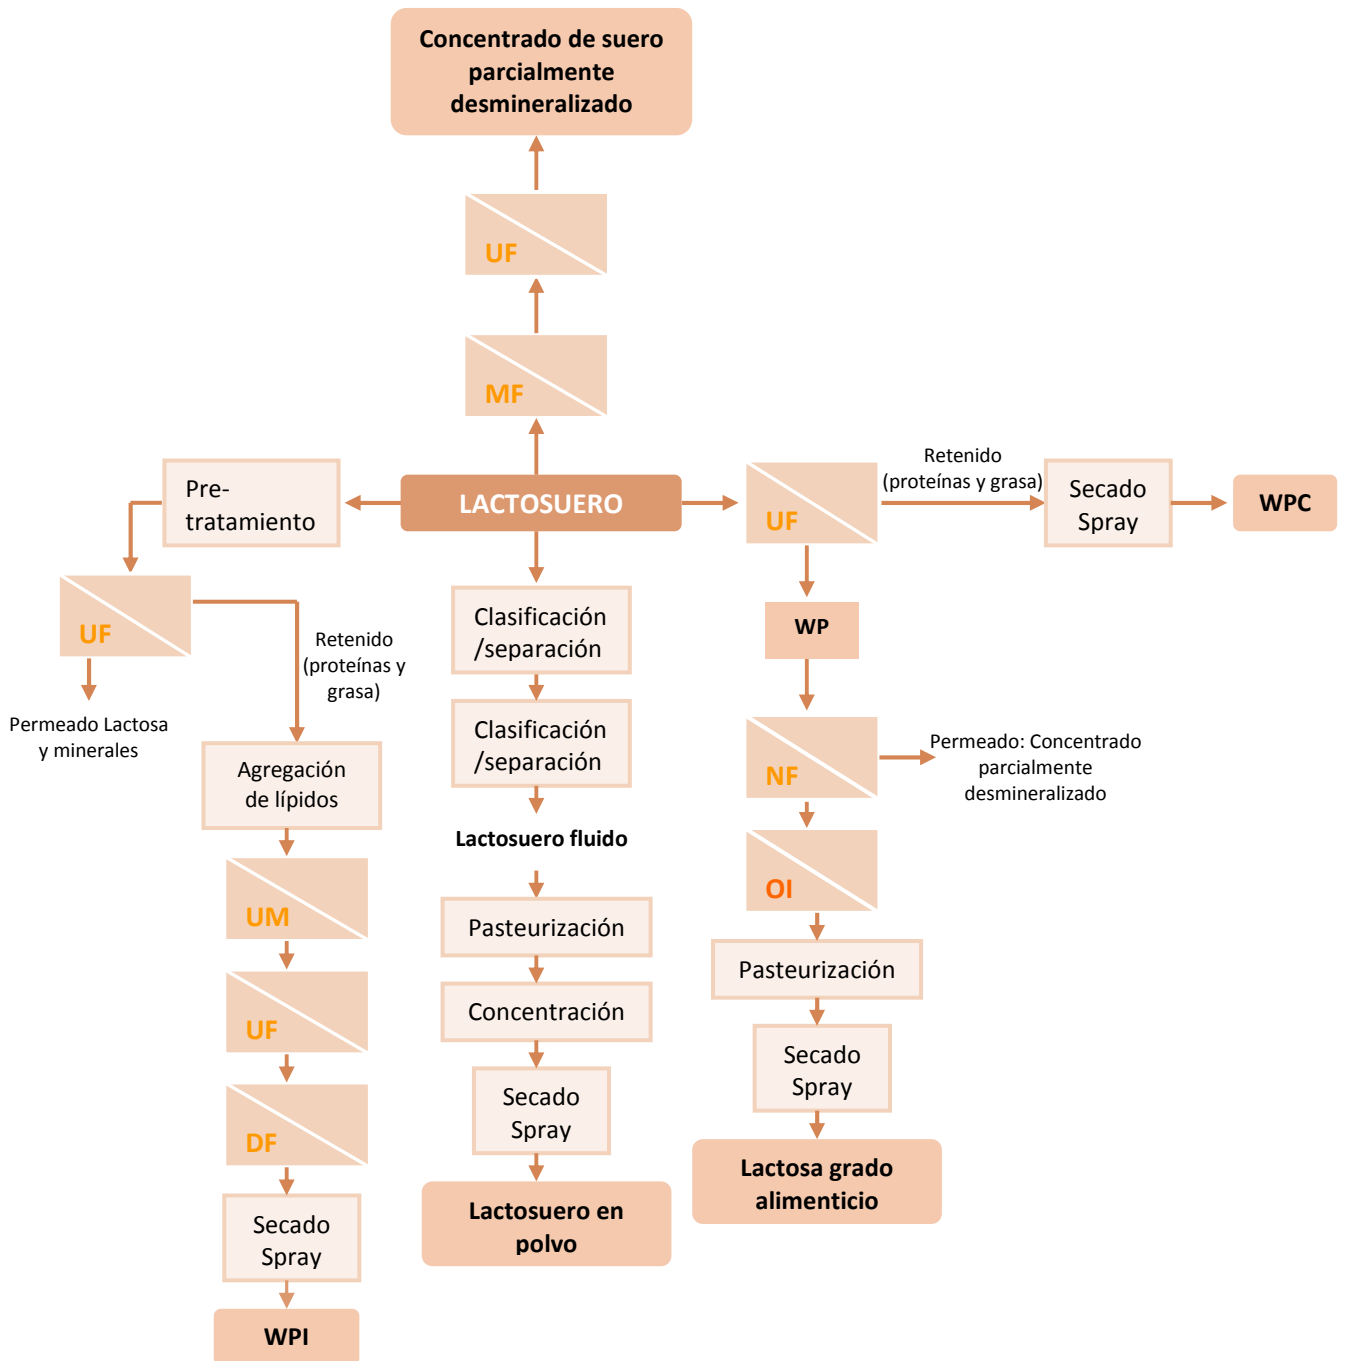 Concentrado de suero
parcialmente
desmineralizado
UF
MF
LACTOSUERO
Pre-
tratamiento
UF
Permeado Lactosa
y minerales
Retenido
(proteínas y
grasa)
Agregación
de lípidos
UM
UF
DF
Secado
Spray
WPI
Clasificación
/separación
Clasificación
/separación
Lactosuero fluido
Pasteurización
Concentración
Secado
Spray
Lactosuero en
polvo
UF
Retenido
(proteínas y grasa)
Secado
Spray
WPC
WP
NF
Permeado: Concentrado
parcialmente
desmineralizado
OI
Pasteurización
Secado
Spray
Lactosa grado
alimenticio